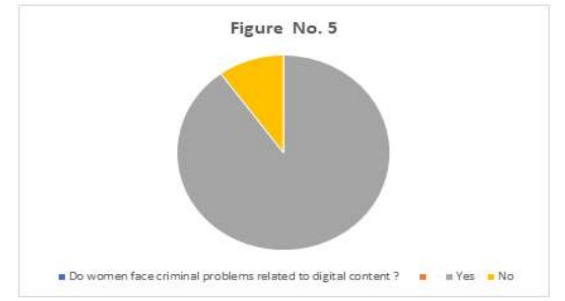 Figure No. 5
Do women face criminal problems related to digital content ? Yes No